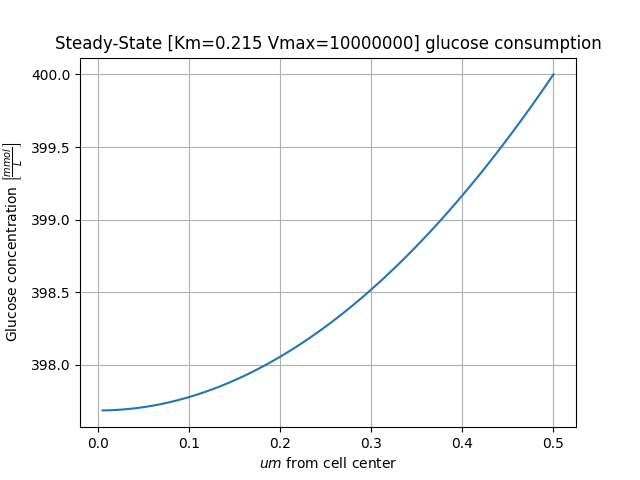 Steady-State [Km=0.215 Vmax=10000000] glucose consumption
Glucose concentration [mmol/L]
400.0
399.5
399.0
398.5
398.0
0.0 0.1 0.2 0.3 0.4 0.5
um from cell center